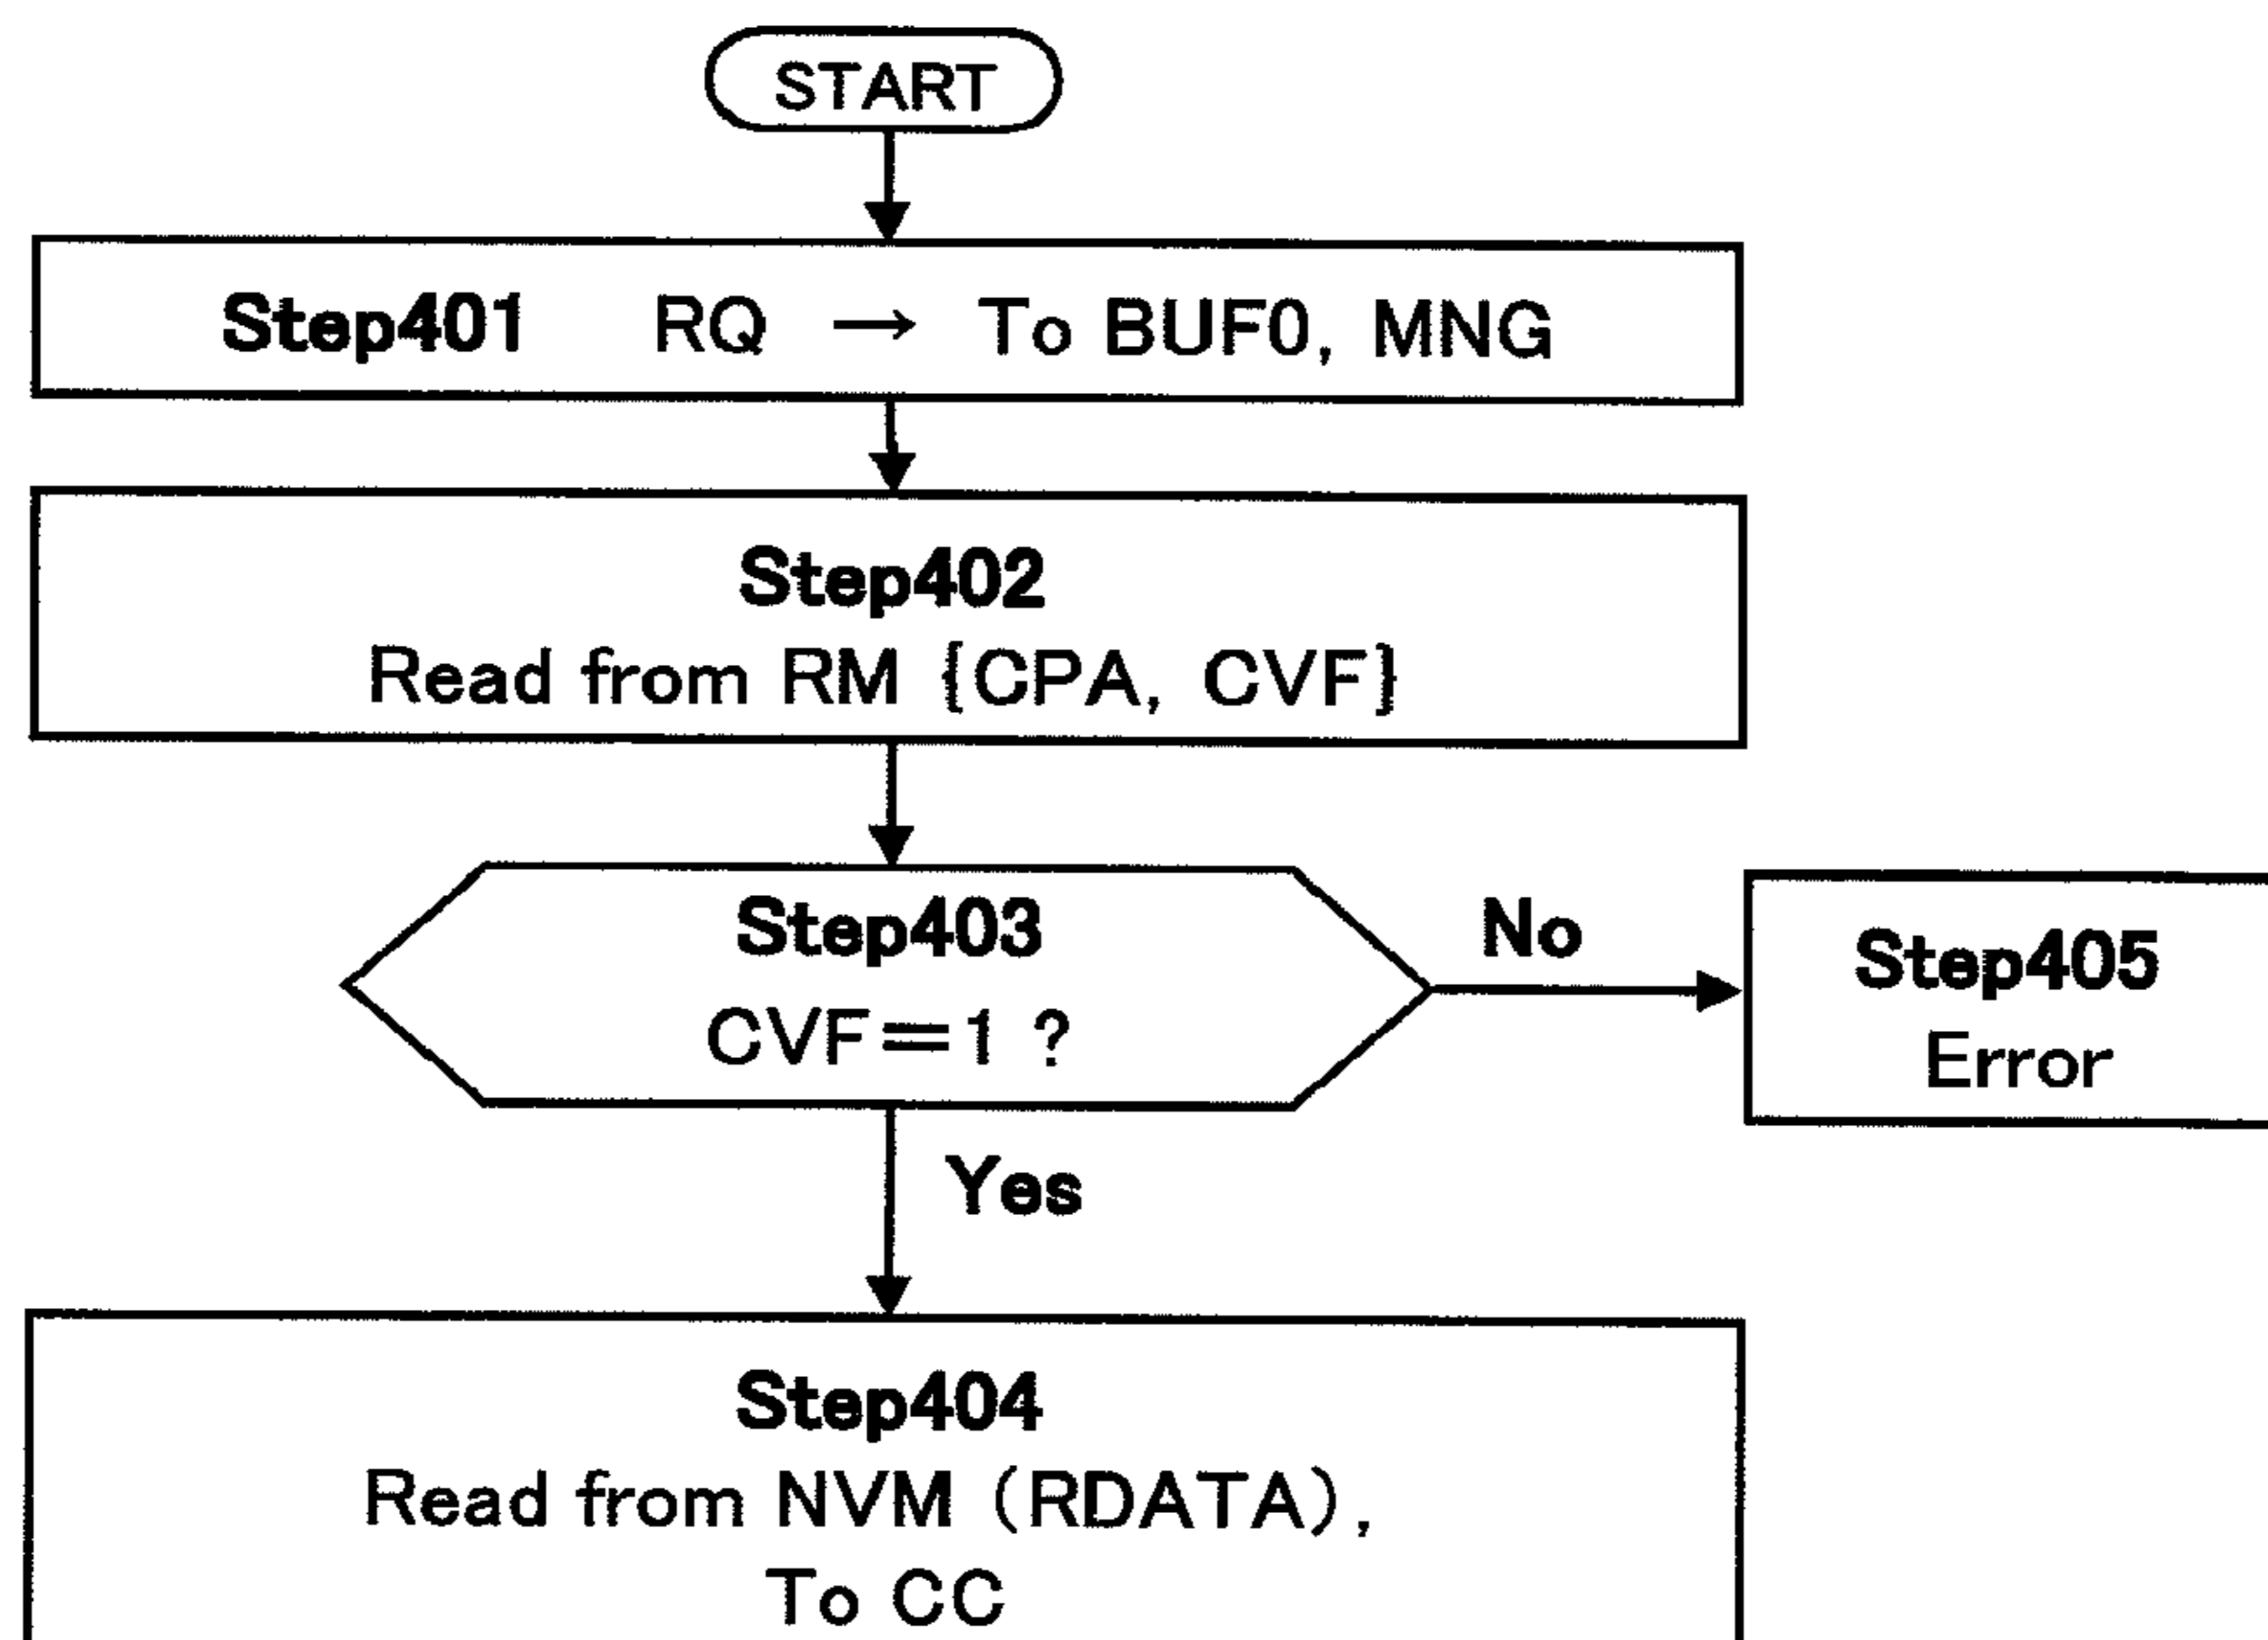 START
Step401 RQ → To BUF0, MNG
Step402
Read from RM {CPA, CVF}
Step403
CVF=1 ?
No
Step405
Error
Yes
Step404
Read from NVM (RDATA),
To CC